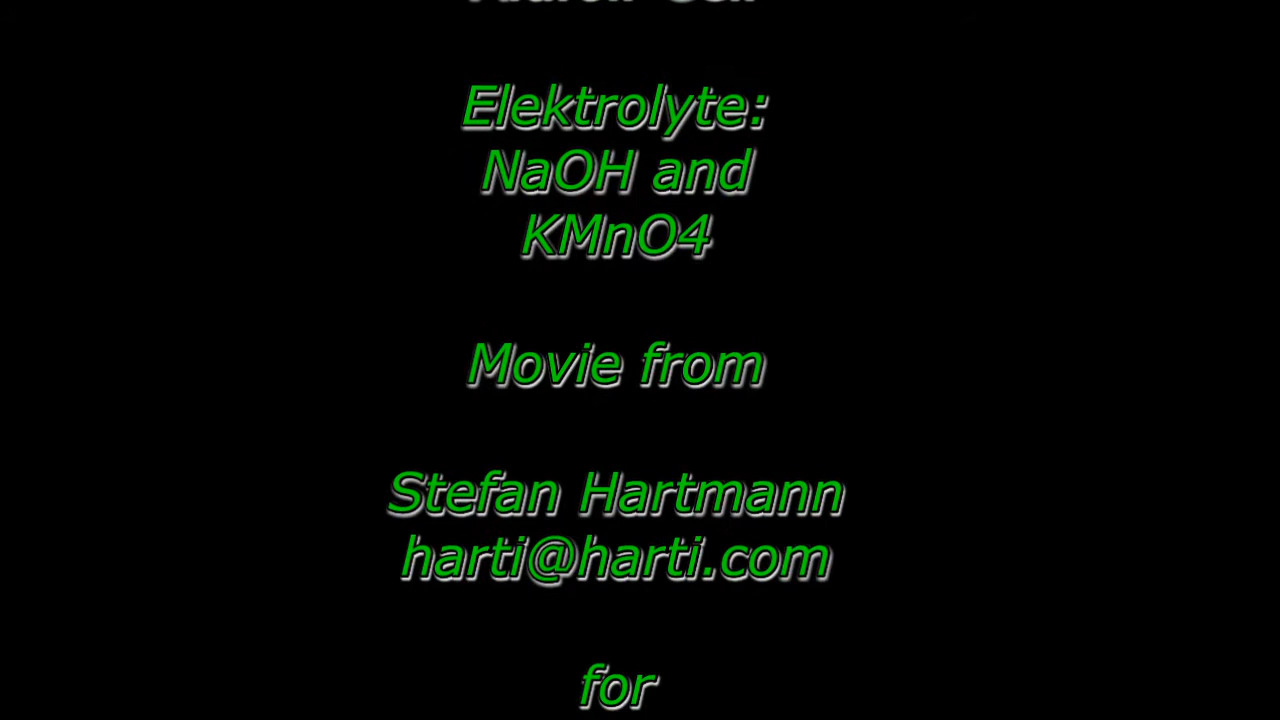 Elektrolyte:
NaOH and
KMnO4
Movie from
Stefan Hartmann
harti@harti.com
for